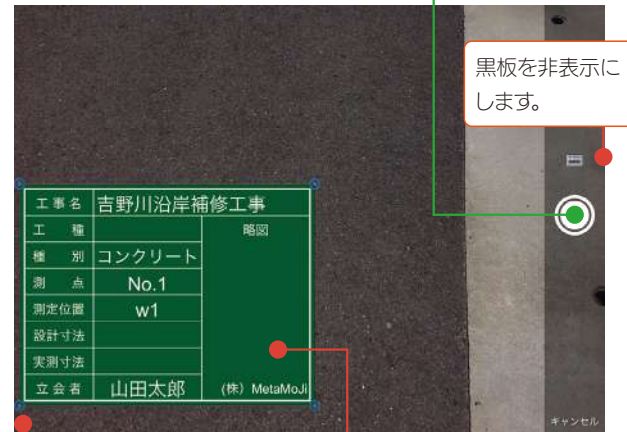 黒板を非表示に
します。
工事名 吉野川沿岸補修工事
工 種 略図
種 別 コンクリート
測 点 No.1
測定位置 w1
設計寸法
実測寸法
立会者 山田太郎 (株) MetaMoJi
キャンセル